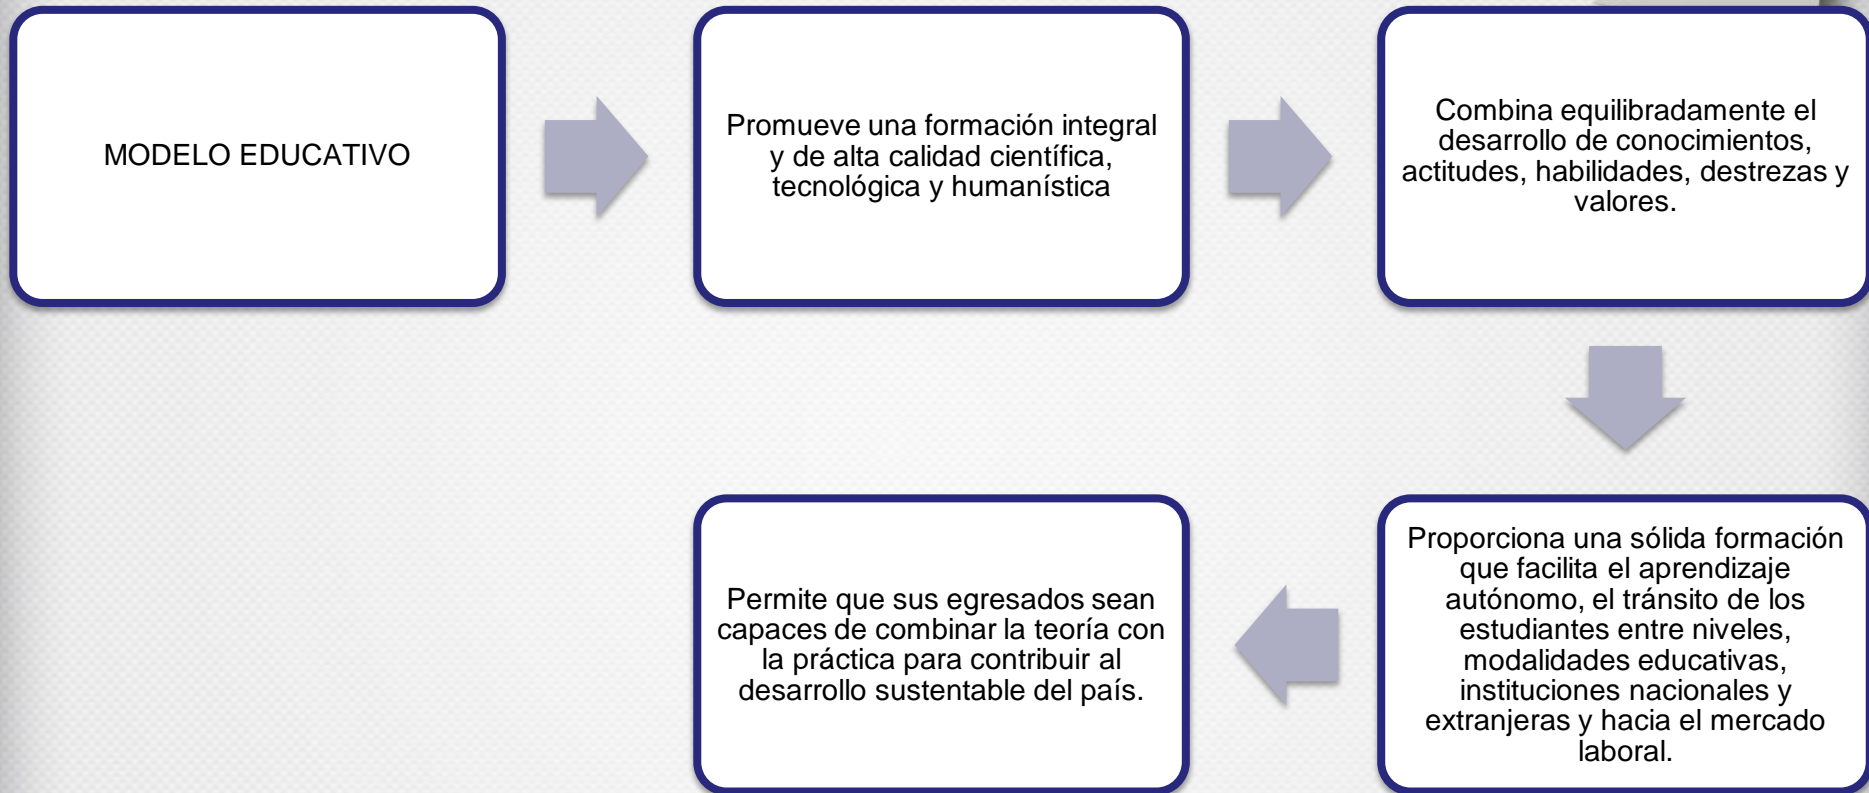 MODELO EDUCATIVO
Promueve una formación integral
y de alta calidad científica,
tecnológica y humanística
Combina equilibradamente el
desarrollo de conocimientos,
actitudes, habilidades, destrezas y
valores.
Proporciona una sólida formación
que facilita el aprendizaje
autónomo, el tránsito de los
estudiantes entre niveles,
modalidades educativas,
instituciones nacionales y
extranjeras y hacia el mercado
laboral.
Permite que sus egresados sean
capaces de combinar la teoría con
la práctica para contribuir al
desarrollo sustentable del país.